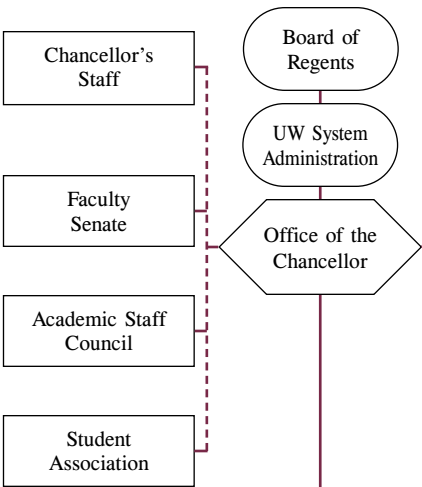 Chancellor's
Staff
Faculty
Senate
Academic Staff
Council
Student
Association
Board of
Regents
UW System
Administration
Office of the
Chancellor